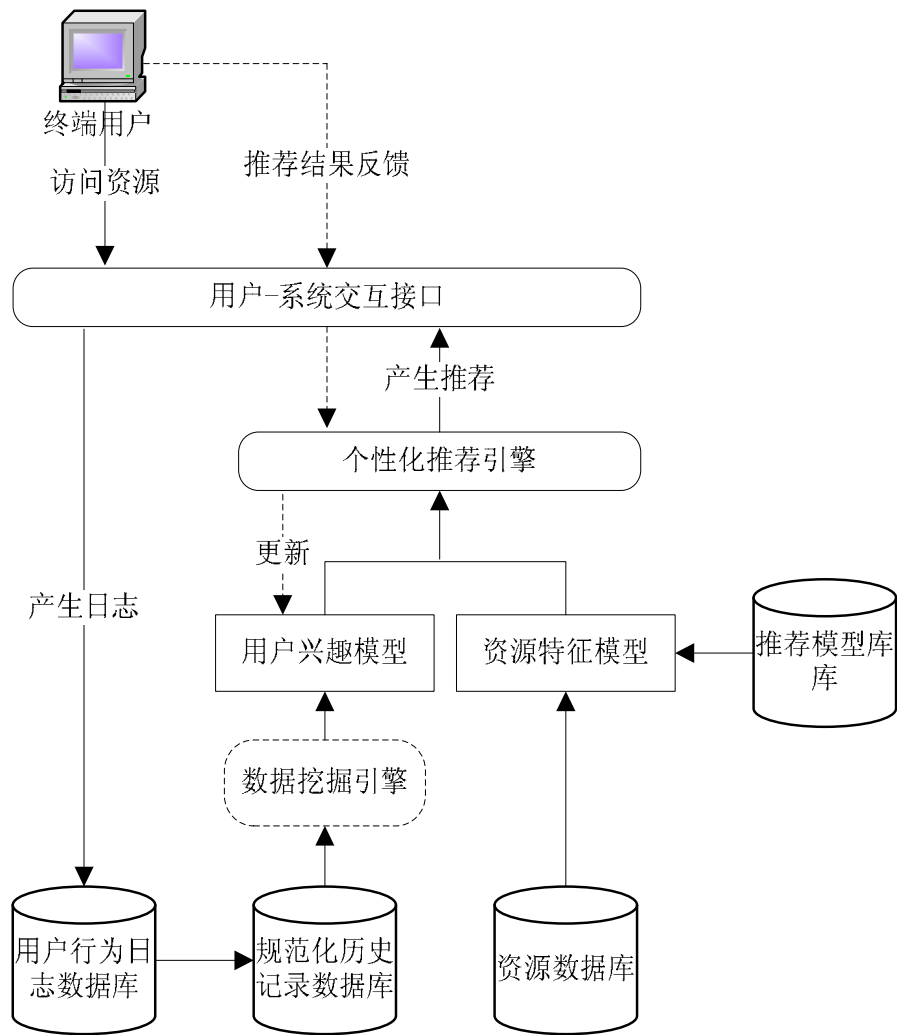 终端用户
访问资源
推荐结果反馈
用户-系统交互接口
产生推荐
个性化推荐引擎
更新
产生日志
用户兴趣模型
资源特征模型
推荐模型库
库
数据挖掘引擎
用户行为日
志数据库
规范化历史
记录数据库
资源数据库